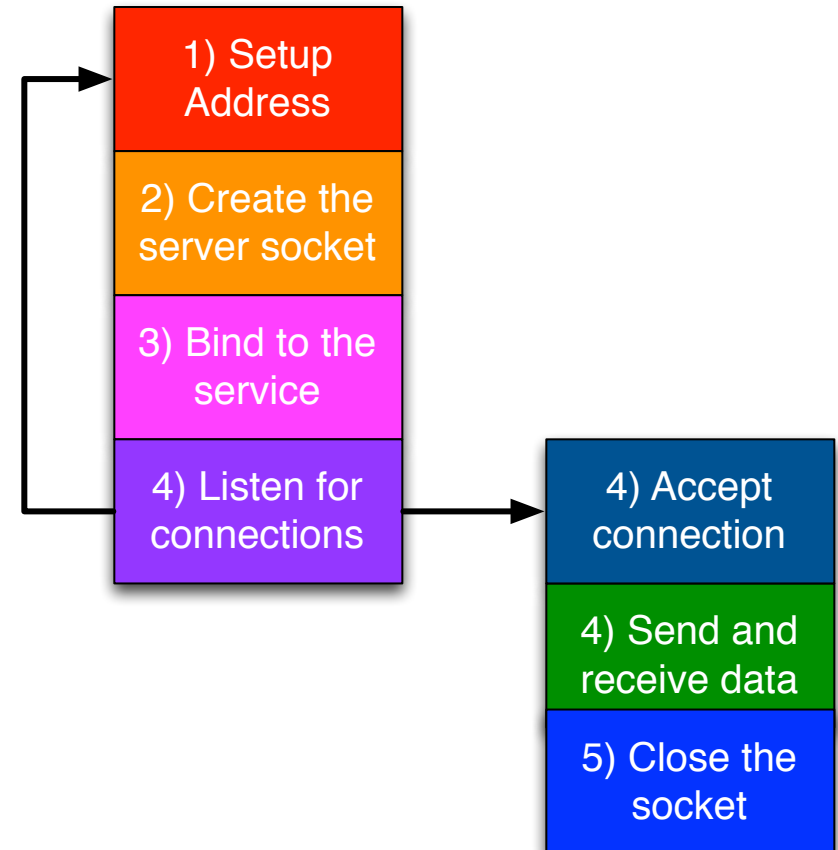 1) Setup
Address
2) Create the
server socket
3) Bind to the
service
4) Listen for
connections
4) Accept
connection
4) Send and
receive data
5) Close the
socket